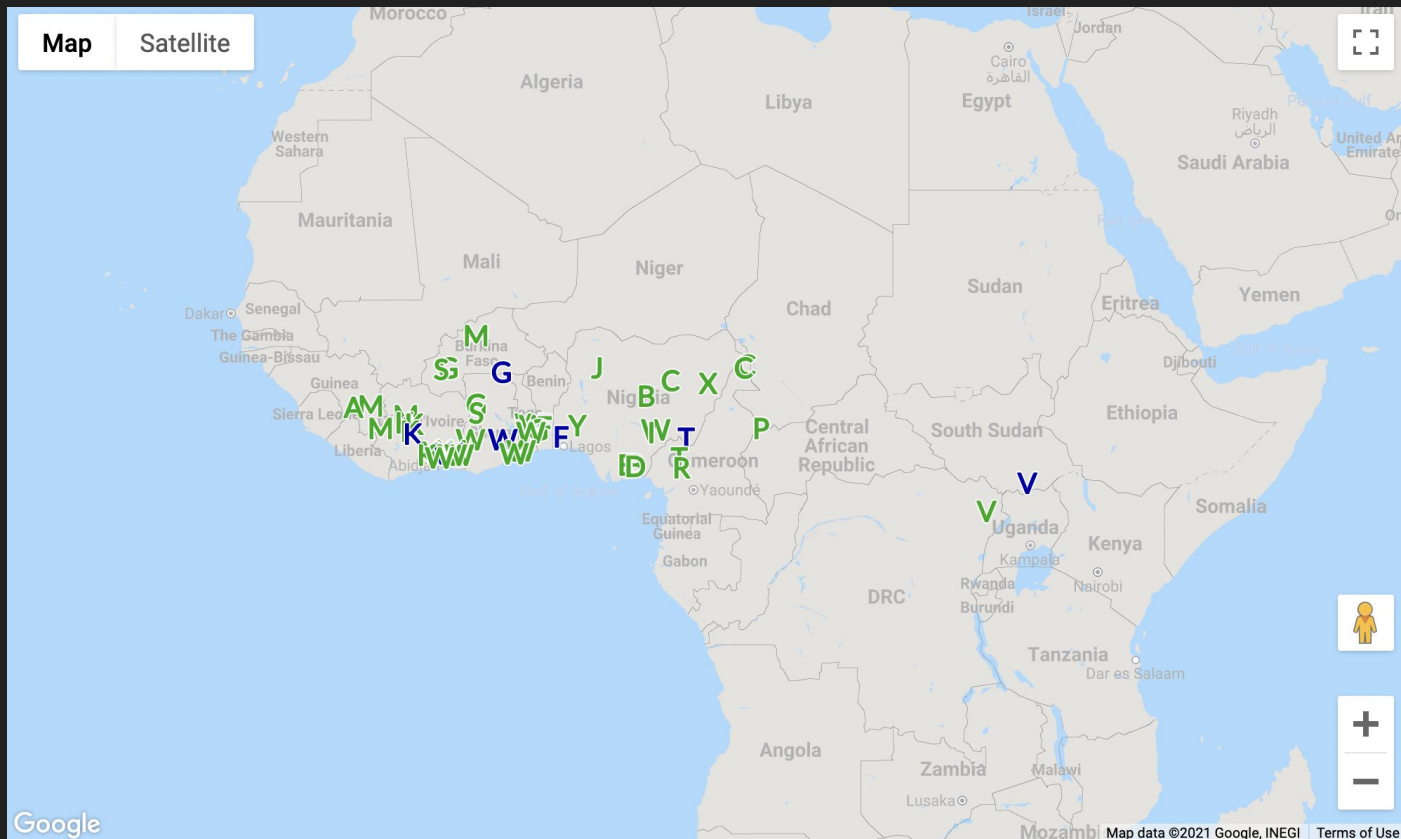 Map
Satellite
Morocco
Israel
Jordan
Iran
Cairo
القاهرة
Algeria
Libya
Egypt
Riyadh
الرياض
Western
Sahara
United Ar
Emirate
Saudi Arabia
Mauritania
Mali
Niger
Chad
Sudan
Eritrea
Yemen
Dakar
Senegal
The Gambia
Guinea-Bissau
M
Burkina
Faso
S
G
G
J
C
C
X
B
Benin
Djibouti
Guinea
A
M
G
S
Ethiopia
M
K
W
W
W
F
Y
Lagos
W
T
P
Central
African
Republic
South Sudan
Liberia
W
W
W
D
T
R
Cameroon
Yaoundé
V
V
Uganda
Somalia
Equatorial
Guinea
Kenya
Kampala
Gabon
Nairobi
DRC
Rwanda
Burundi
Tanzania
Dar es Salaam
Angola
Zambia
Malawi
Lusaka
Mozambi
Google
Map data ©2021 Google, INEGI
Terms of Use